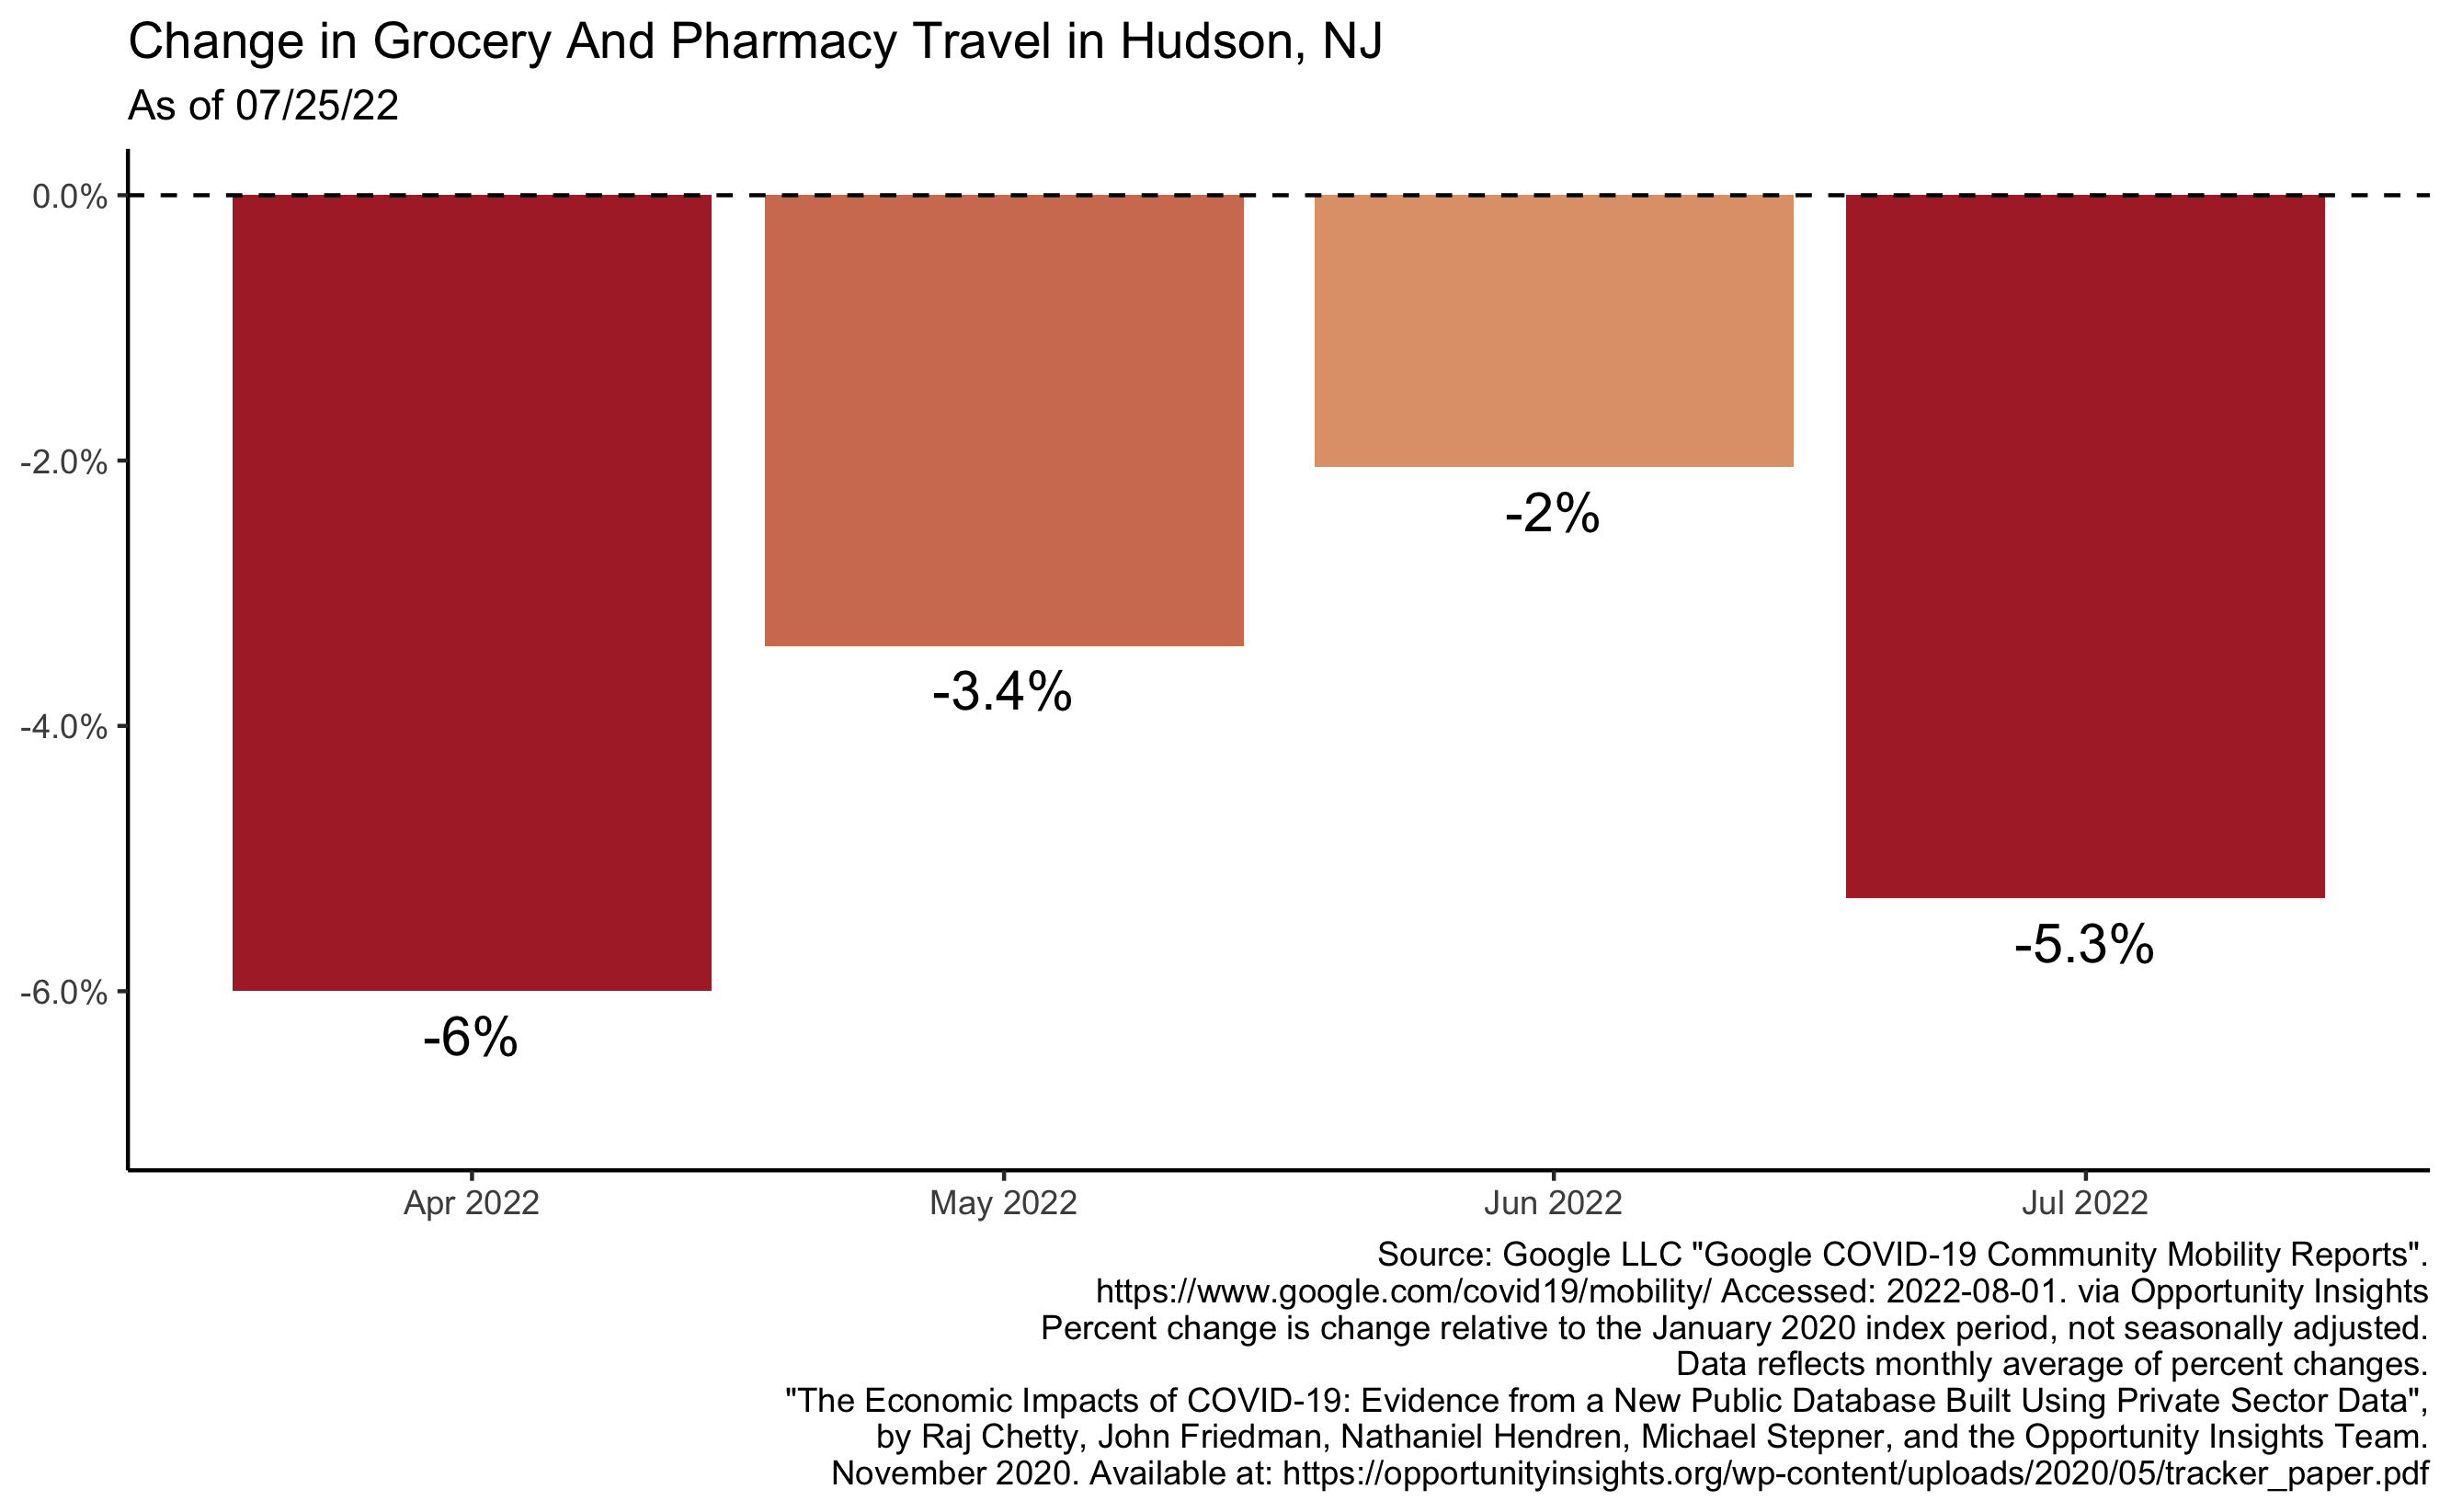 Change in Grocery And Pharmacy Travel in Hudson, NJ
As of 07/25/22
0.0%
-2.0%
-4.0%
-6.0%
-6%
-3.4%
-2%
-5.3%
Apr 2022
May 2022
Jun 2022
Jul 2022
Source: Google LLC "Google COVID-19 Community Mobility Reports".
https://www.google.com/covid19/mobility/ Accessed: 2022-08-01. via Opportunity Insights
Percent change is change relative to the January 2020 index period, not seasonally adjusted.
Data reflects monthly average of percent changes.
"The Economic Impacts of COVID-19: Evidence from a New Public Database Built Using Private Sector Data",
by Raj Chetty, John Friedman, Nathaniel Hendren, Michael Stepner, and the Opportunity Insights Team.
November 2020. Available at: https://opportunityinsights.org/wp-content/uploads/2020/05/tracker_paper.pdf